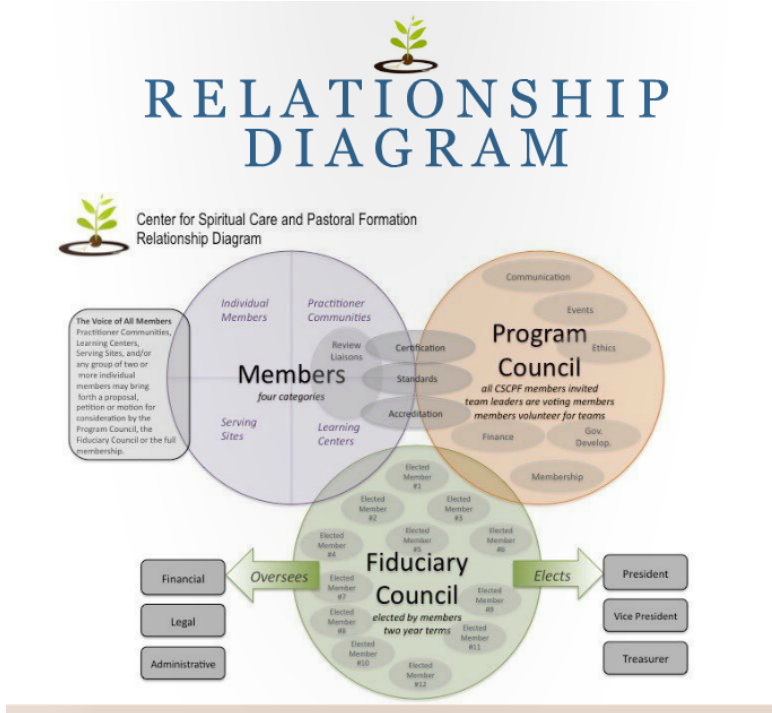 RELATIONSHIP
DIAGRAM
Center for Spiritual Care and Pastoral Formation
Relationship Diagram
The Voice of All Members
Practitioner Communities,
Learning Centers,
Serving Sites, and/or
any group of two or
more individual
members may bring
forth a proposal,
petition or motion for
consideration by the
Program Council, the
Fiduciary Council or the full
membership.
Individual
Members
Practitioner
Communities
Review
Liaisons
Members
four categories
Serving
Sites
Learning
Centers
Certification
Standards
Accreditation
Communication
Events
Ethics
Program
Council
all CSCPF members invited
team leaders are voting members
members volunteer for teams
Finance
Gov.
Develop.
Membership
Elected
Member
#1
Elected
Member
#2
Elected
Member
#3
Elected
Member
#4
Elected
Member
#5
Elected
Member
#6
Fiduciary
Council
elected by members
two year terms
Elected
Member
#7
Elected
Member
#8
Elected
Member
#9
Elected
Member
#10
Elected
Member
#11
Elected
Member
#12
Oversees
Financial
Legal
Administrative
Elects
President
Vice President
Treasurer